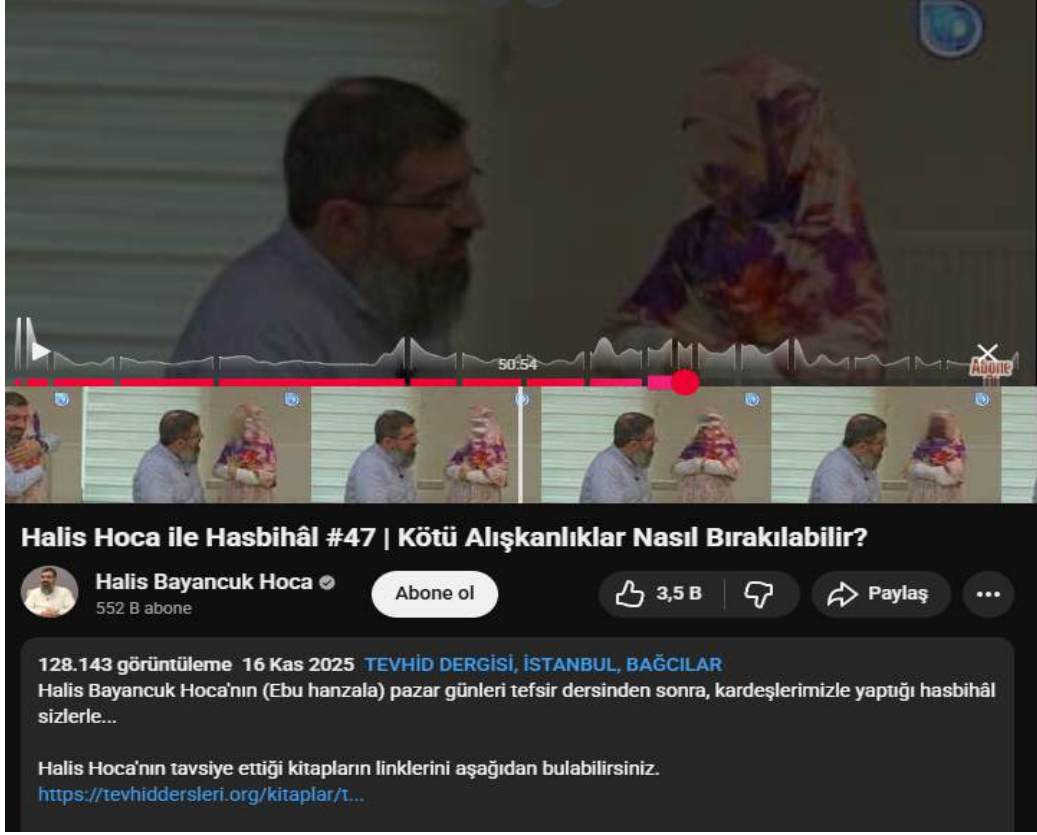 50:54
Abone
Halis Hoca ile Hasbihâl #47 | Kötü Alışkanlıklar Nasıl Bırakılabilir?
Halis Bayancuk Hoca
552 B abone
Abone ol
3,5 B
Paylaş
128.143 görüntüleme 16 Kas 2025 TEVHİD DERGİSİ, İSTANBUL, BAĞCILAR
Halis Bayancuk Hoca'nın (Ebu hanzala) pazar günleri tefsir dersinden sonra, kardeşlerimizle yaptığı hasbihâl
sizlerle...
Halis Hoca'nın tavsiye ettiği kitapların linklerini aşağıdan bulabilirsiniz.
https://tevhiddersleri.org/kitaplar/t...